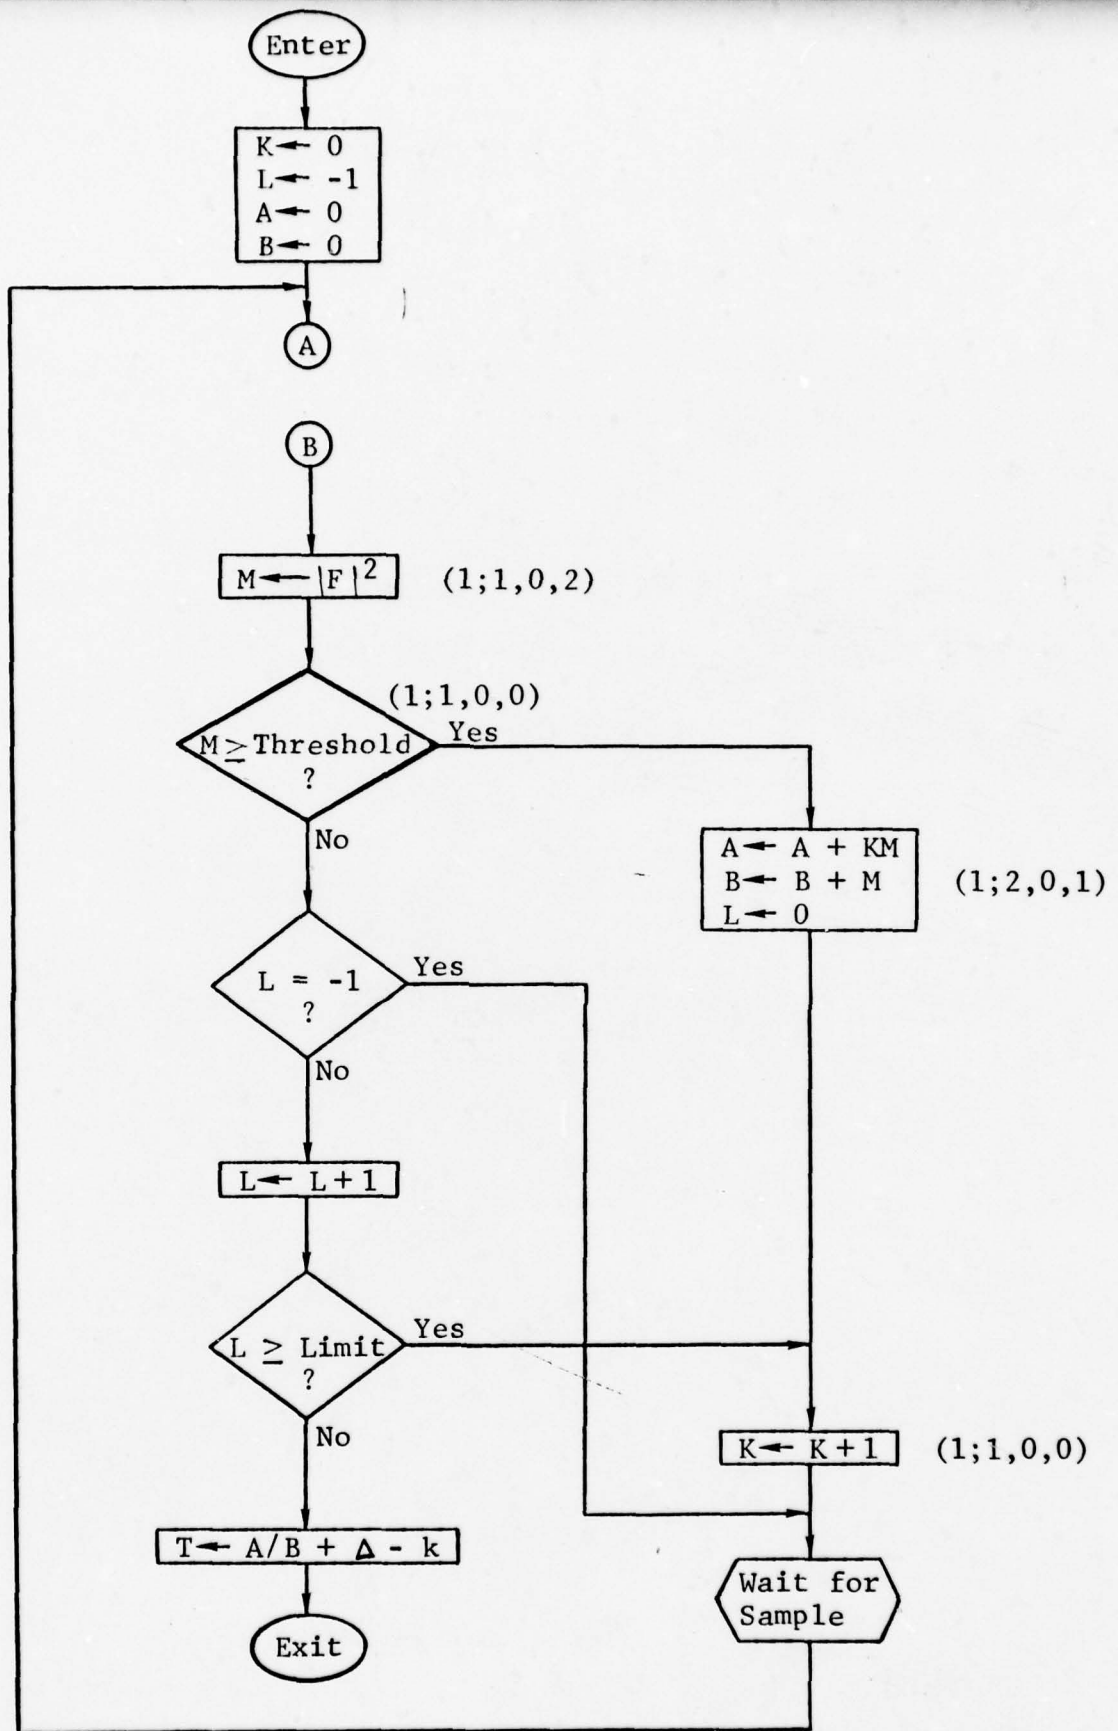 Enter
K← 0
L← -1
A← 0
B← 0
A
B
M← |F|² (1;1,0,2)
(1;1,0,0)
M ≥ Threshold
?
Yes
No
A← A + KM
B← B + M
L← 0
(1;2,0,1)
L = -1
?
Yes
No
L← L+1
L ≥ Limit
?
Yes
No
K← K+1 (1;1,0,0)
T← A/B + Δ - k
Wait for
Sample
Exit